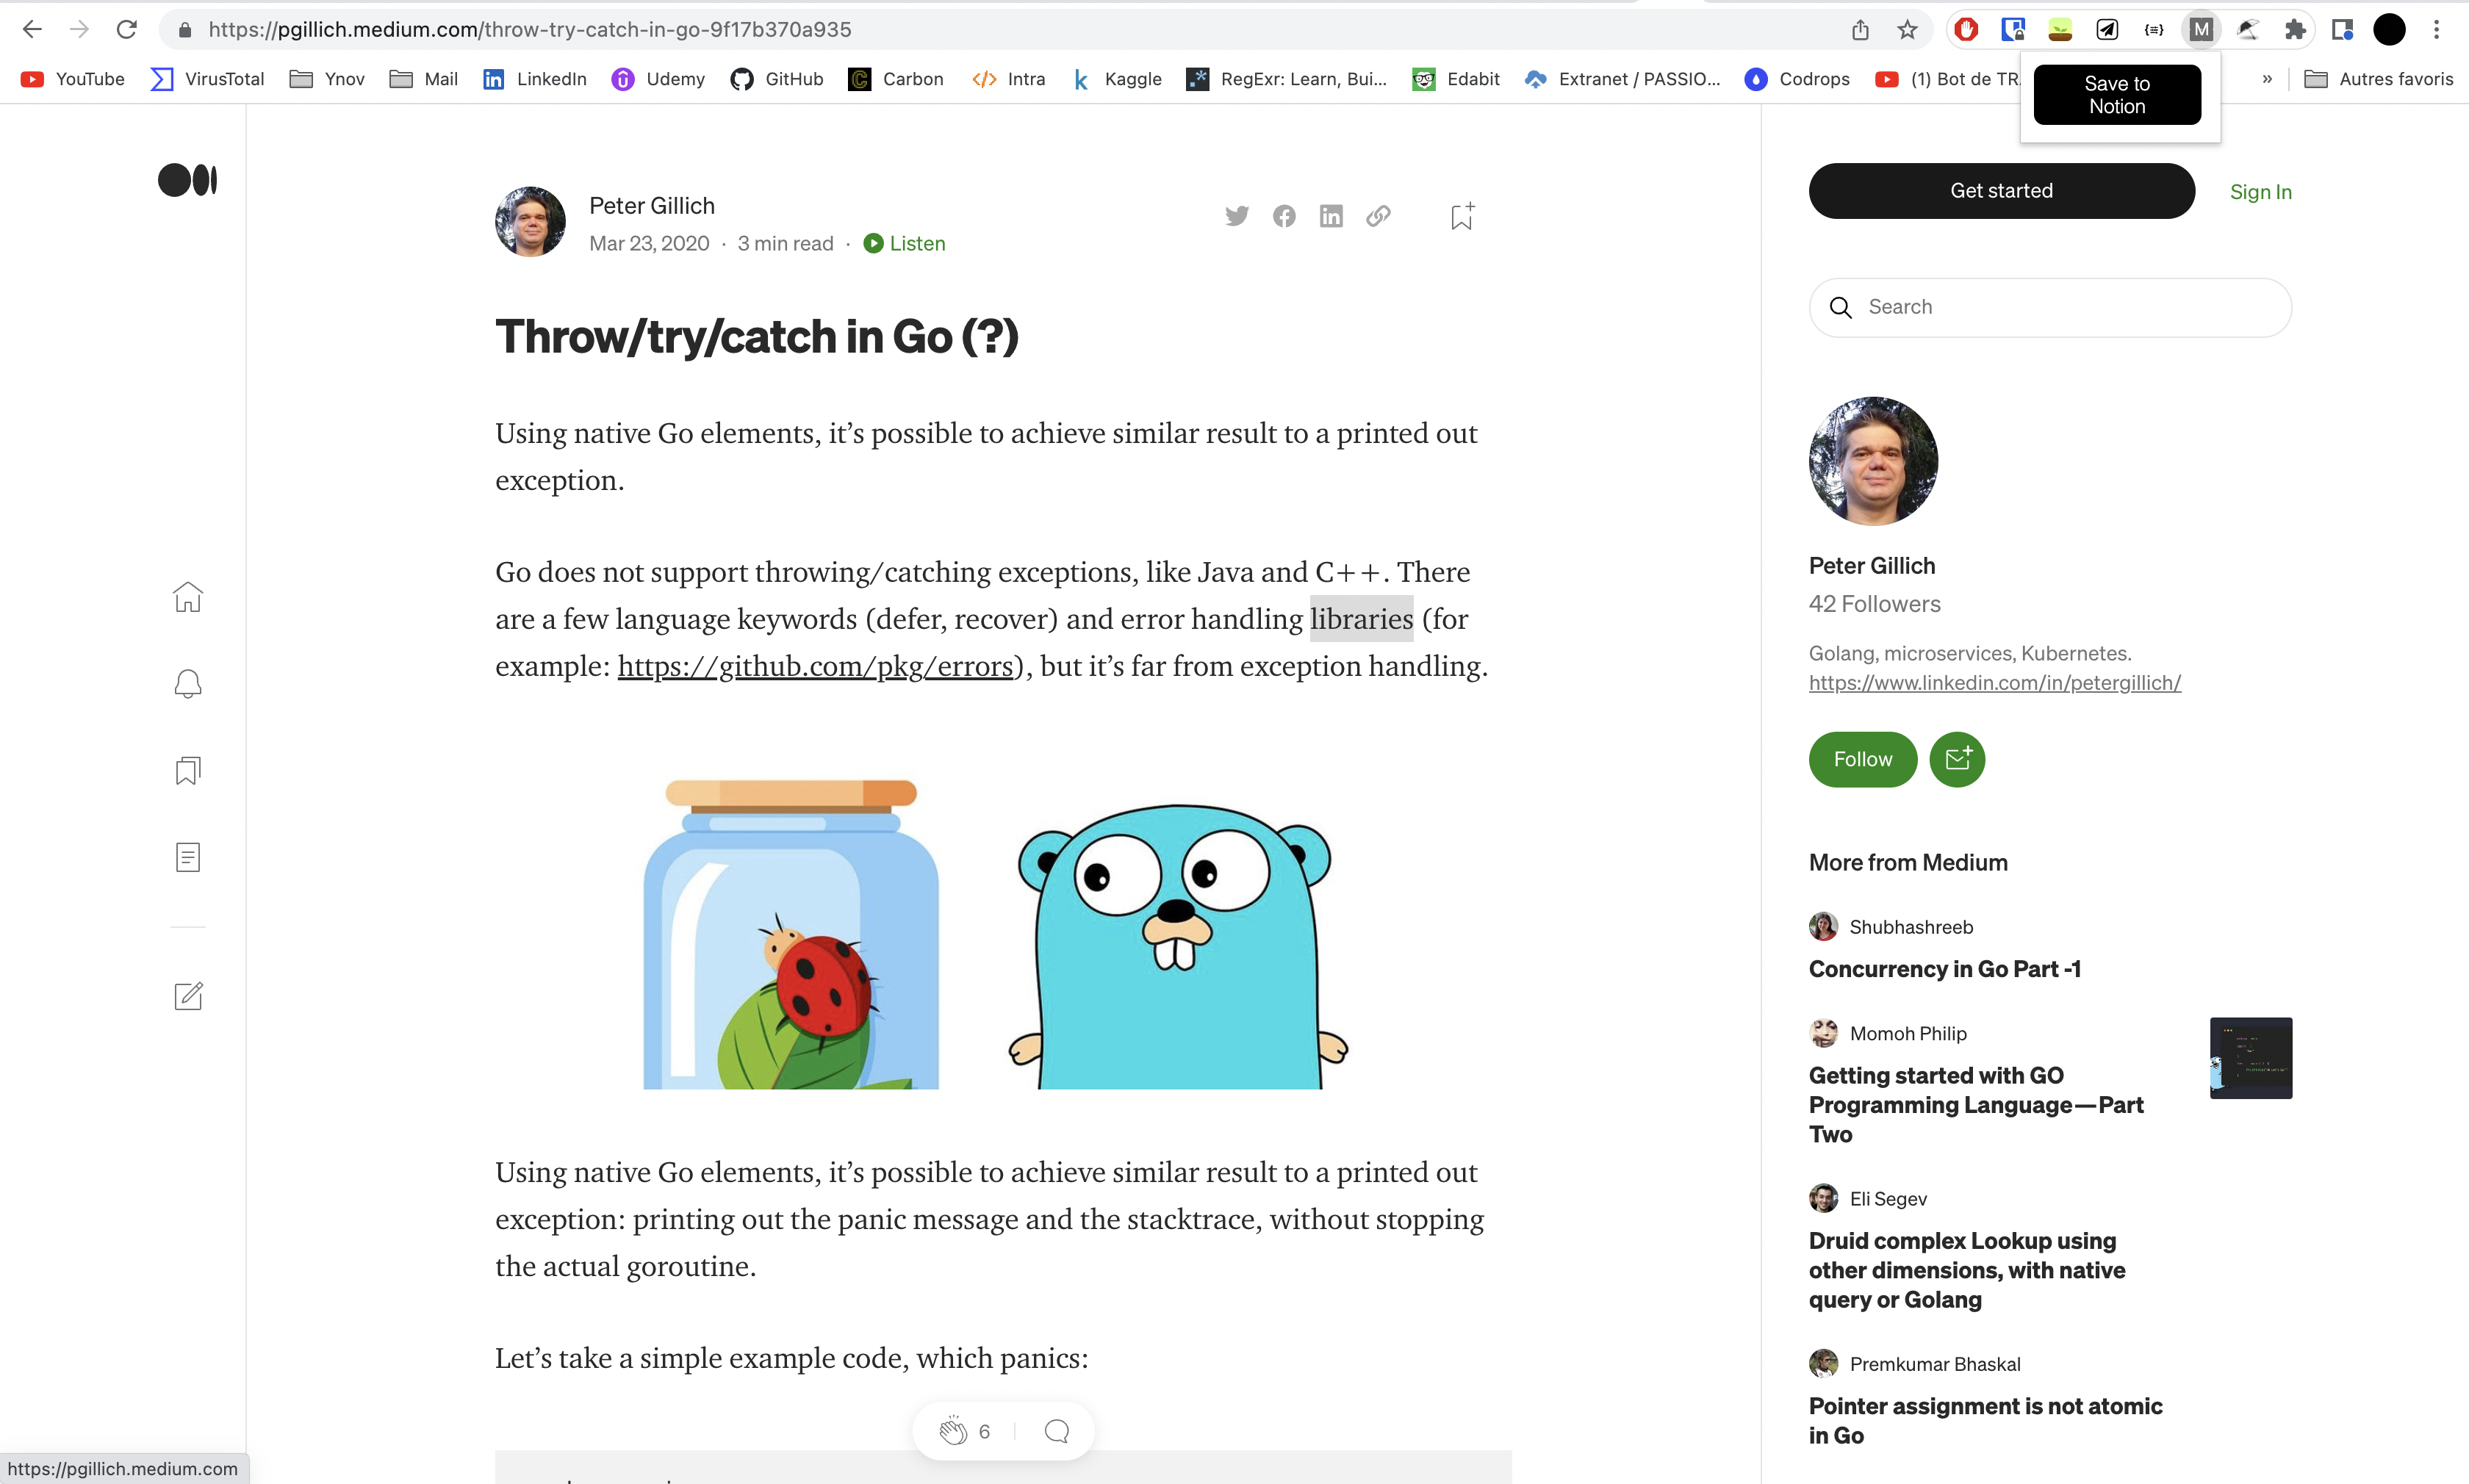 https://pgillich.medium.com/throw-try-catch-in-go-9f17b370a935
YouTube
VirusTotal
Ynov
Mail
LinkedIn
Udemy
GitHub
Carbon
Intra
Kaggle
RegExr: Learn, Bui...
Edabit
Extranet / PASSIO...
Codrops
(1) Bot de TR
»
Autres favoris
M
Save to
Notion
Peter Gillich
Mar 23, 2020 · 3 min read · Listen
Throw/try/catch in Go (?)
Using native Go elements, it’s possible to achieve similar result to a printed out
exception.
Go does not support throwing/catching exceptions, like Java and C++. There
are a few language keywords (defer, recover) and error handling libraries (for
example: https://github.com/pkg/errors), but it’s far from exception handling.
Using native Go elements, it’s possible to achieve similar result to a printed out
exception: printing out the panic message and the stacktrace, without stopping
the actual goroutine.
Let’s take a simple example code, which panics:
6
Get started
Sign In
Search
Peter Gillich
42 Followers
Golang, microservices, Kubernetes.
https://www.linkedin.com/in/petergillich/
Follow
More from Medium
Shubhashreeb
Concurrency in Go Part -1
Momoh Philip
Getting started with GO
Programming Language — Part
Two
Eli Segev
Druid complex Lookup using
other dimensions, with native
query or Golang
Premkumar Bhaskal
Pointer assignment is not atomic
in Go
https://pgillich.medium.com